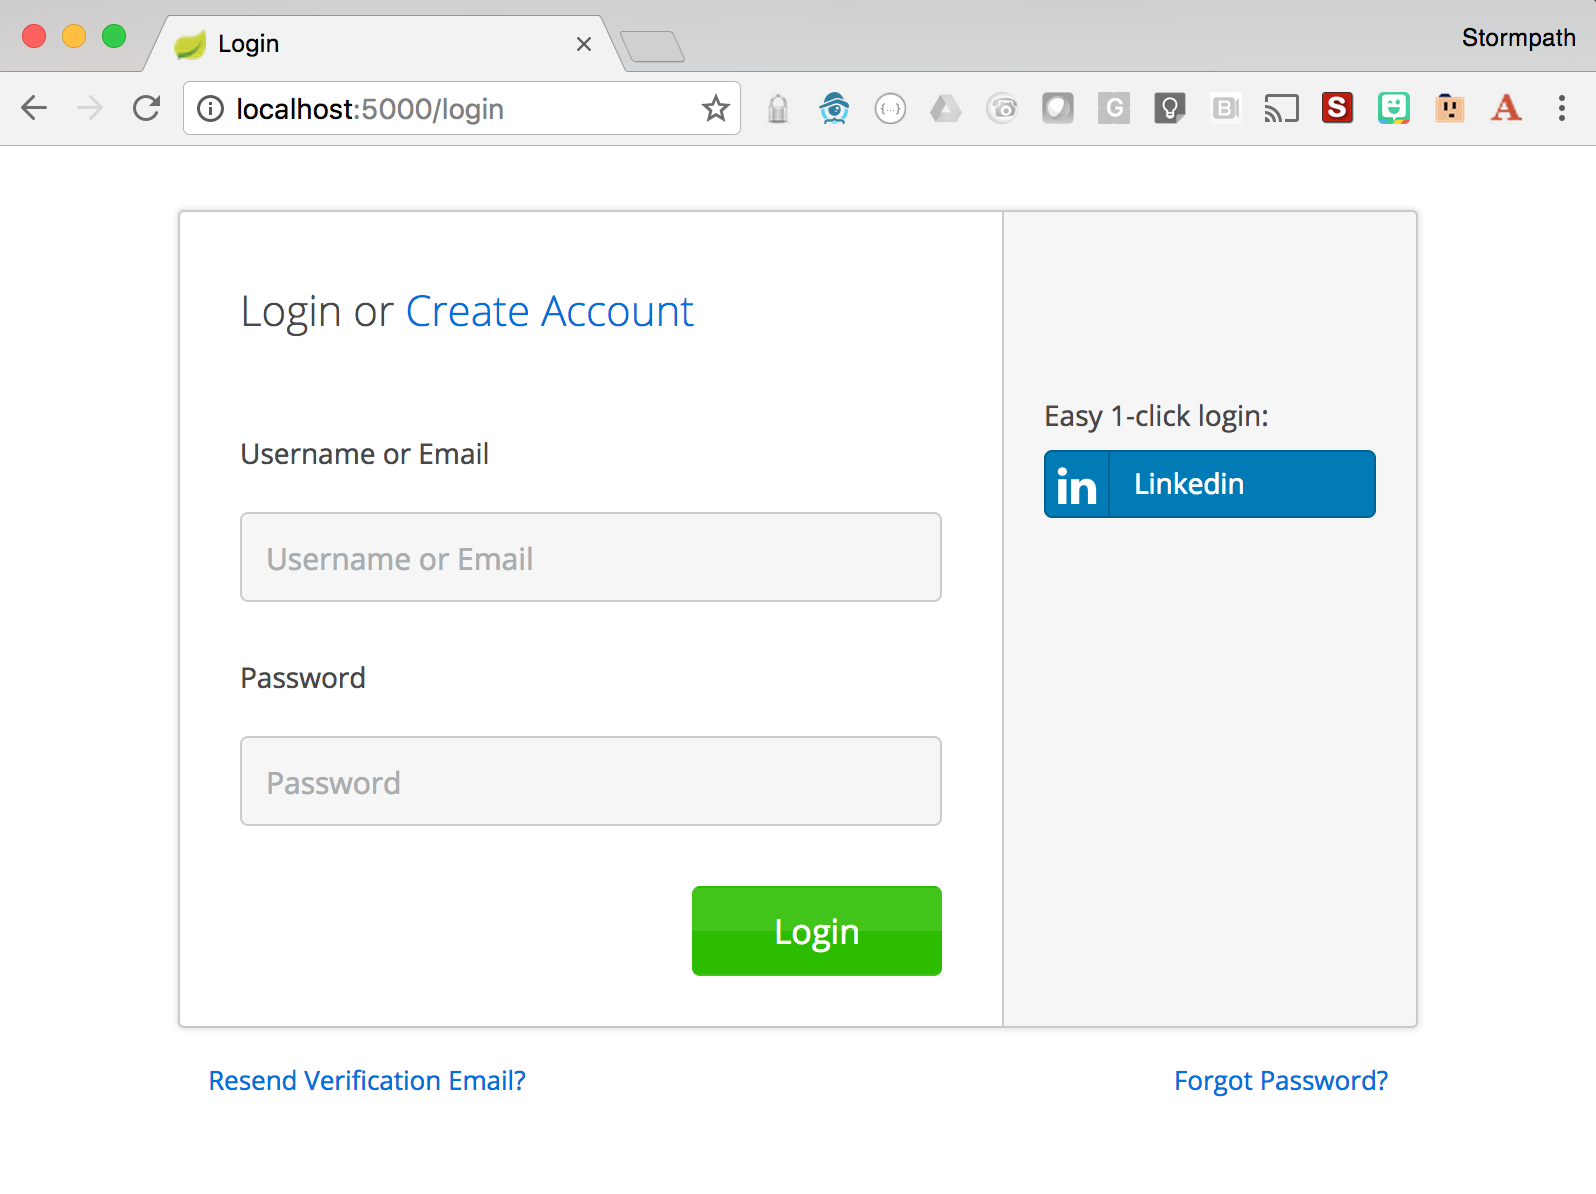 Login
Stormpath
localhost:5000/login
{...}
G
B
S
A
Login or Create Account
Username or Email
Username or Email
Password
Password
Login
Easy 1-click login:
in
Linkedin
Resend Verification Email?
Forgot Password?